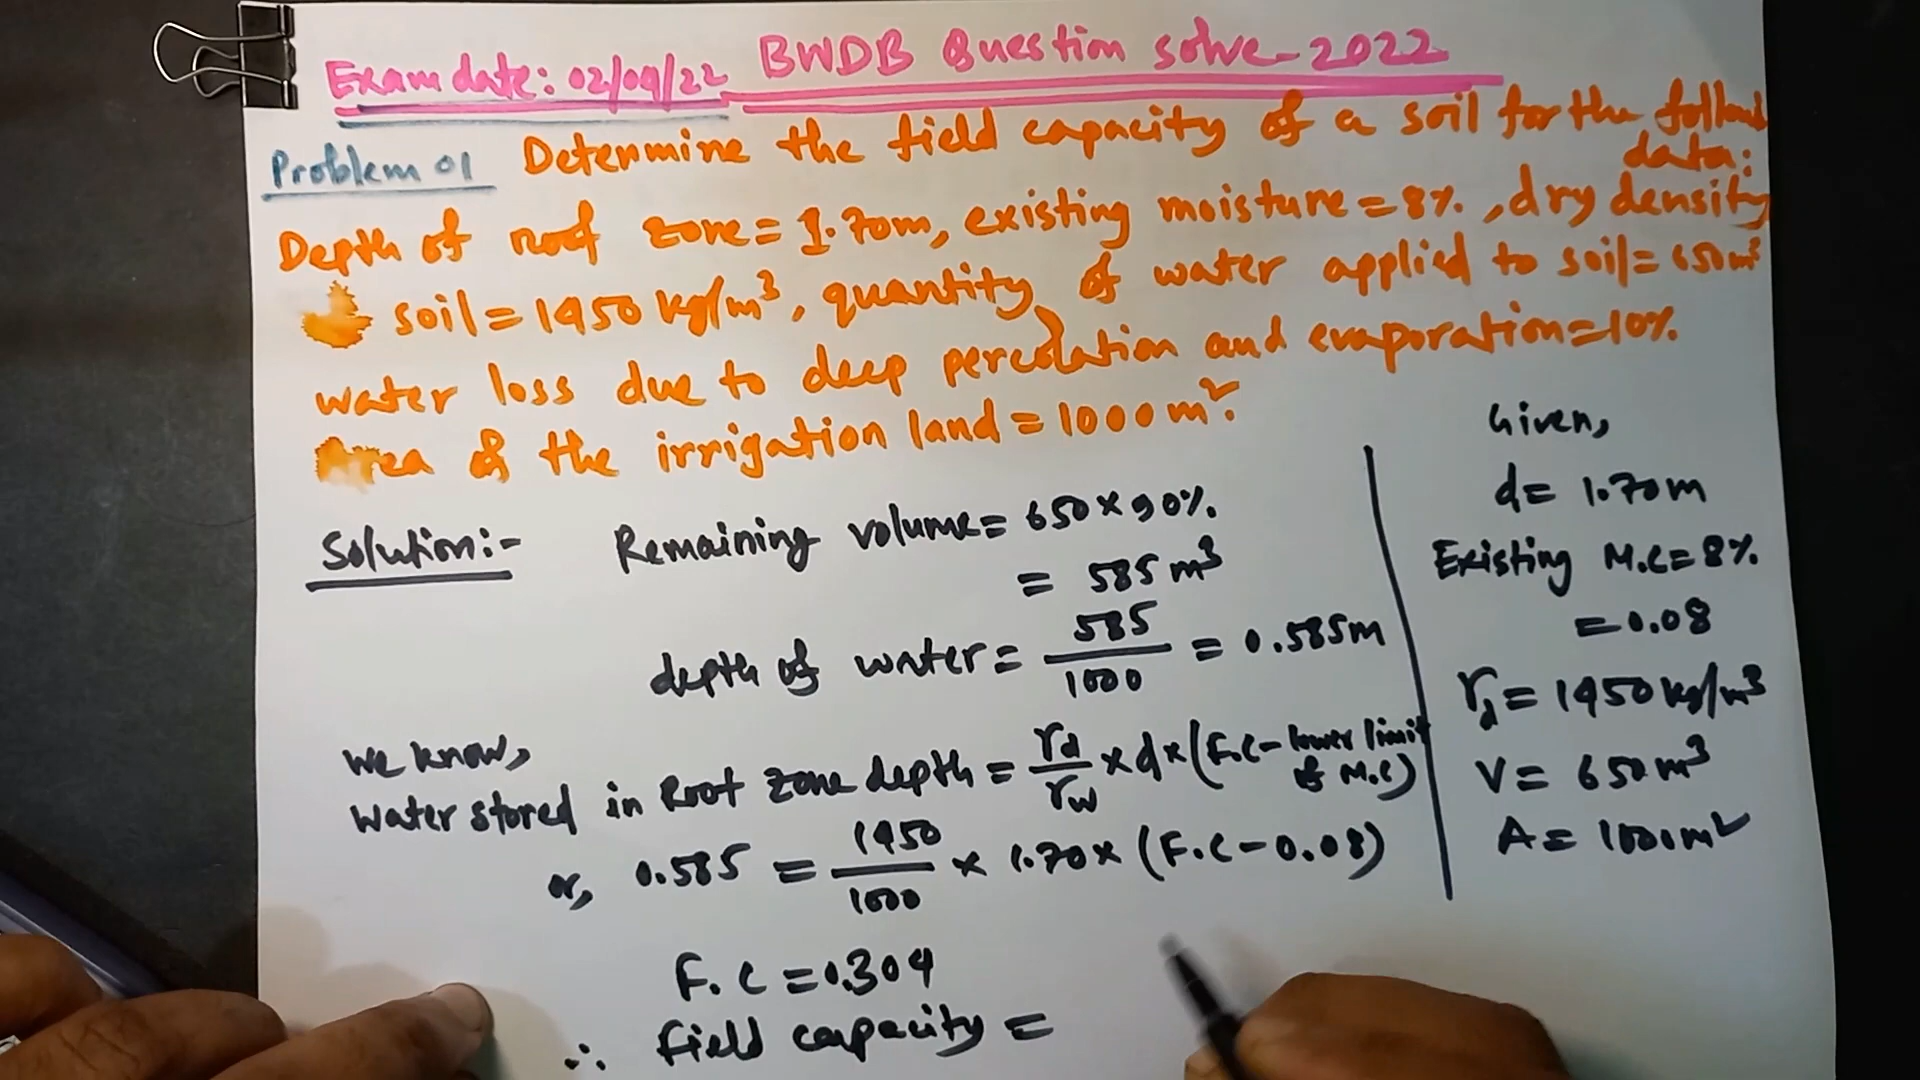 Exam date: 02/09/22 BWDB Question solve-2022
Problem 01 Determine the field capacity of a soil for the
data:
Depth of root zone = 1.70m, existing moisture = 8%, dry density
soil = 1450 kg/m³, quantity of water applied to soil = 650m³
water loss due to deep percolation and evaporation = 10%.
Area of the irrigation land = 1000 m².
Solution:- Remaining volume = 650 × 90%.
= 585 m³
depth of water = 585/1000 = 0.585m
We know,
Water stored in Root zone depth = γd/γw × d × (F.C - lower limit of M.C)
or, 0.585 = 1450/1000 × 1.70 × (F.C - 0.08)
F.C = 0.304
∴ field capacity =
Given,
d = 1.70m
Existing M.C = 8%.
= 0.08
γd = 1450 kg/m³
V = 650 m³
A = 1000m²